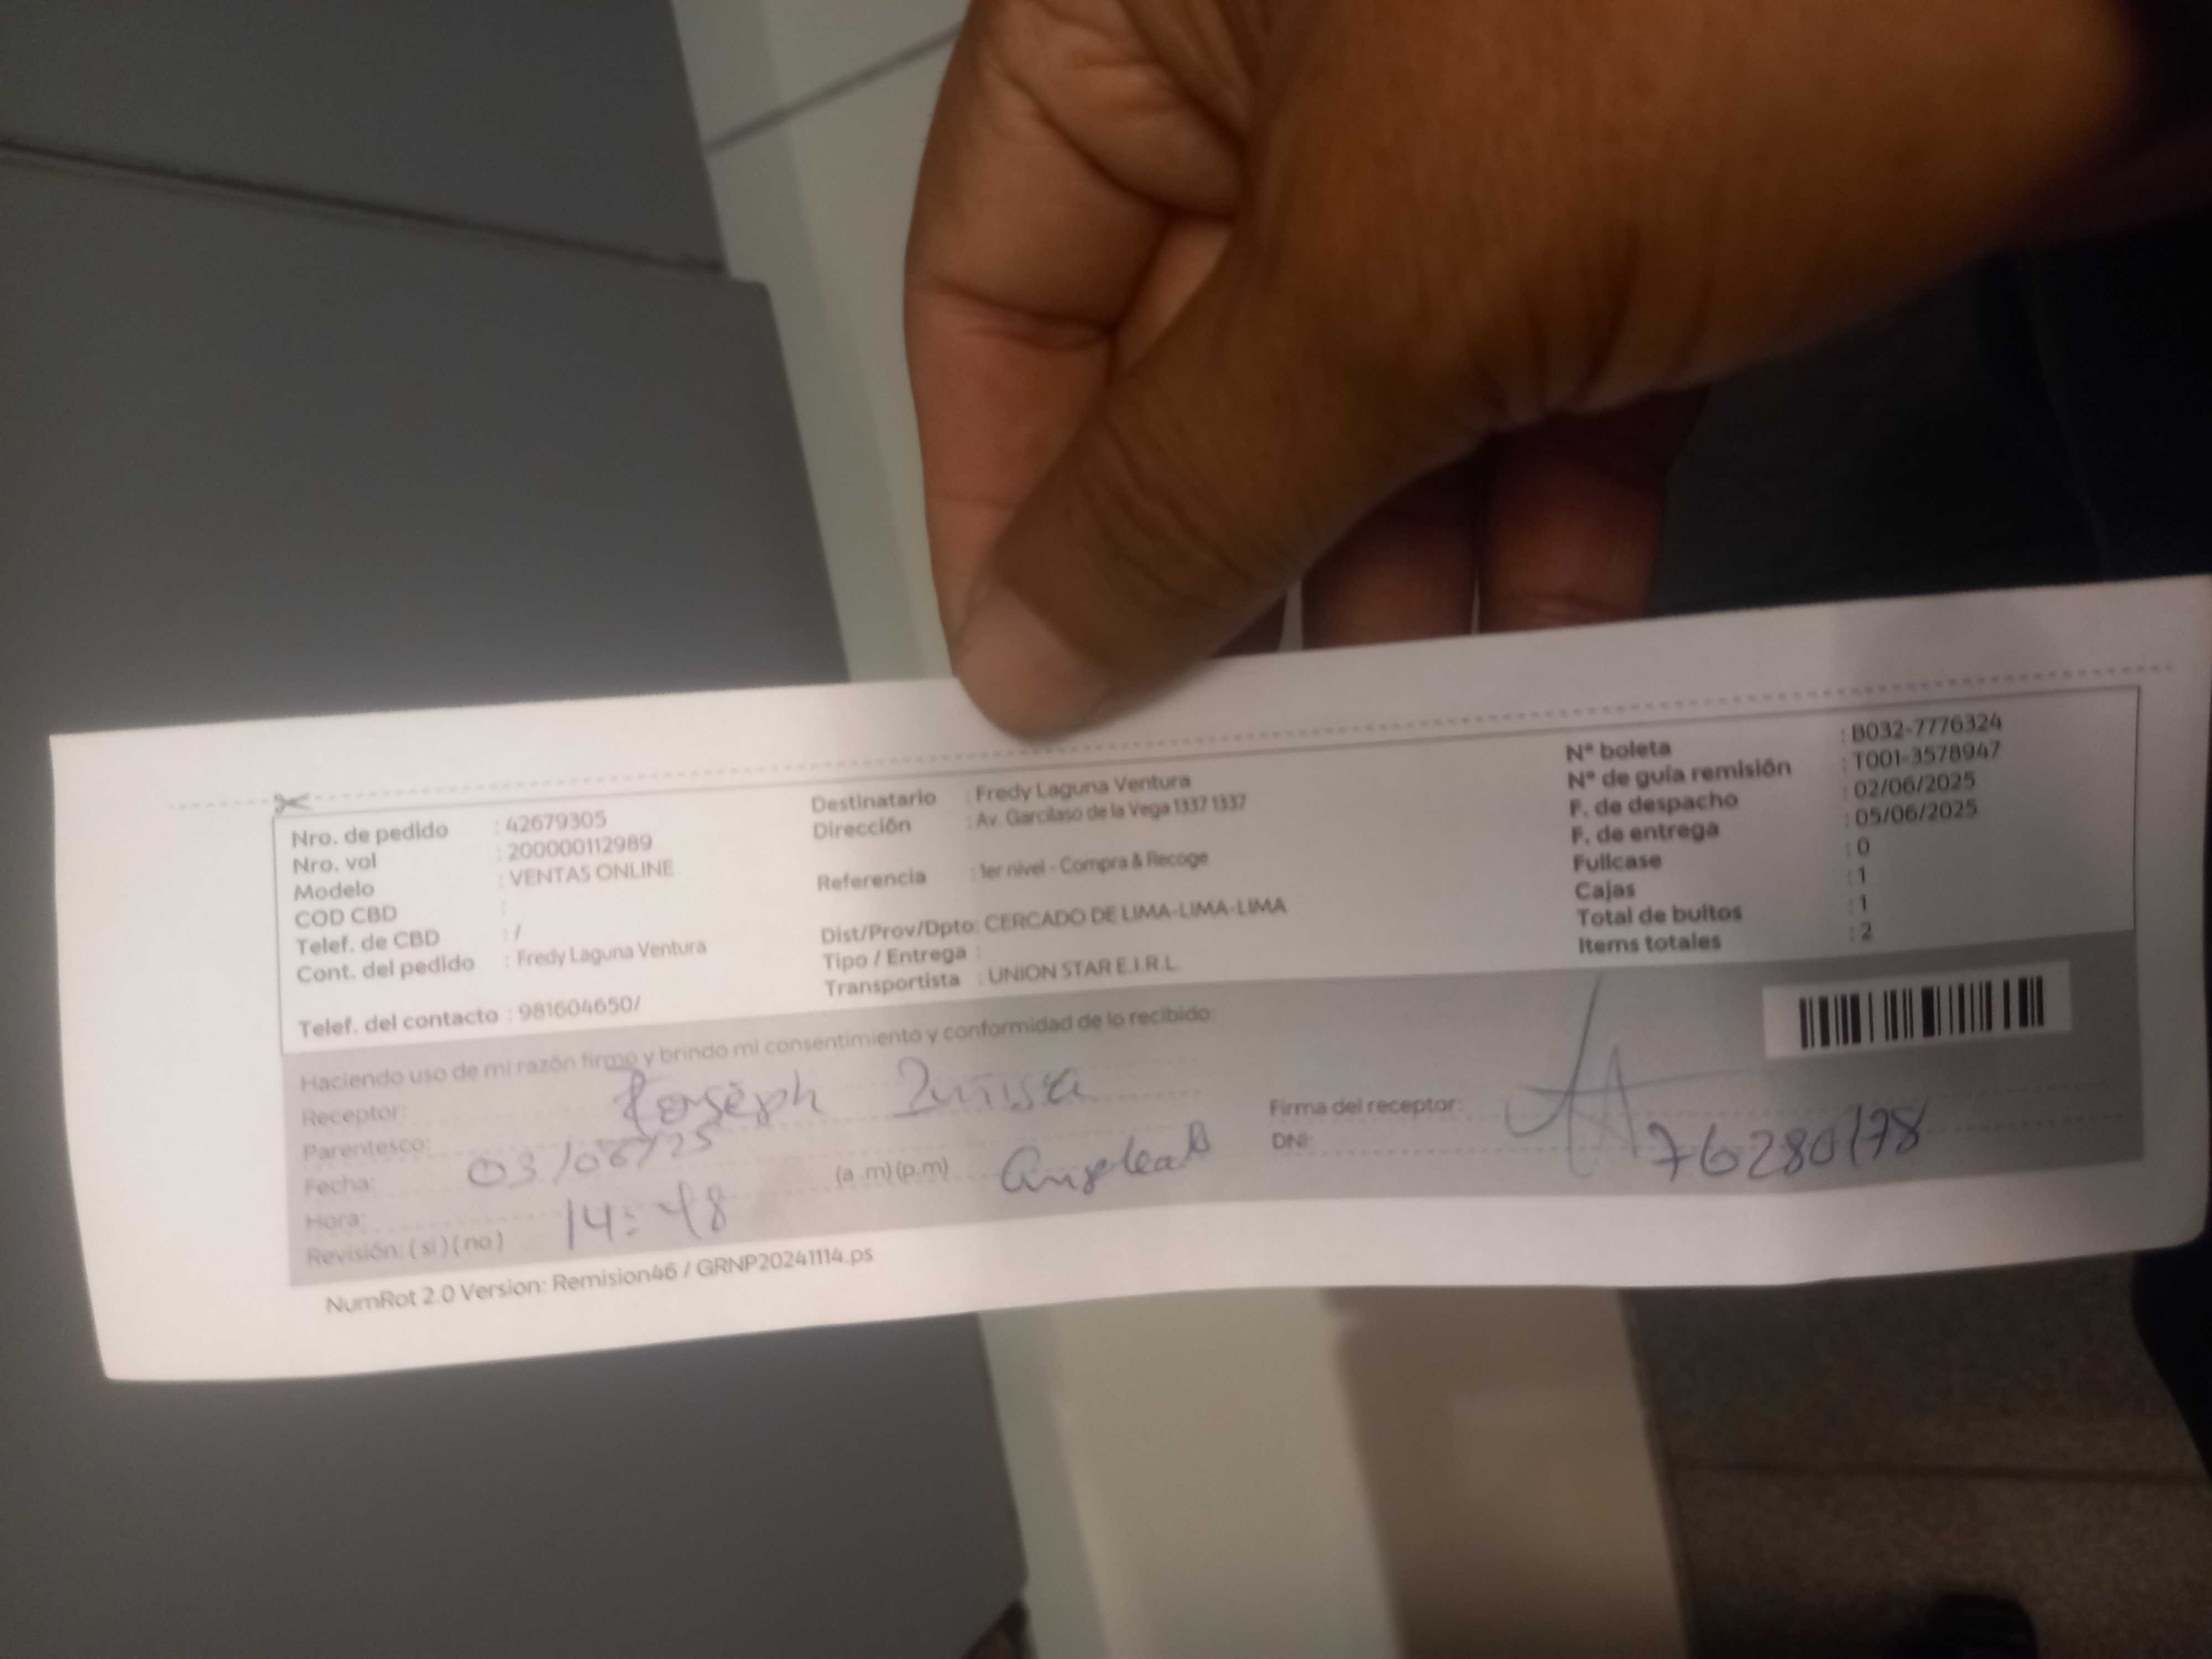 Nro. de pedido : 42679305
Nro. vol : 200000112989
Modelo : VENTAS ONLINE
COD CBD :
Telef. de CBD : /
Cont. del pedido : Fredy Laguna Ventura
Telef. del contacto : 981604650/
Destinatario : Fredy Laguna Ventura
Dirección : Av. Garcilaso de la Vega 1337 1337
Referencia : 1er nivel - Compra & Recoge
Dist/Prov/Dpto: CERCADO DE LIMA-LIMA-LIMA
Tipo / Entrega :
Transportista : UNION STAR E.I.R.L.
Nª boleta : B032-7776324
Nª de guía remisión : T001-3578947
F. de despacho : 02/06/2025
F. de entrega : 05/06/2025
Fullcase : 0
Cajas : 1
Total de bultos : 1
Items totales : 2
Haciendo uso de mi razón firmo y brindo mi consentimiento y conformidad de lo recibido:
Receptor:
Parentesco:
Fecha: 03/06/25
Hora: 14:48 (a.m)(p.m)
Revisión: (si)(no)
Firma del receptor:
DNI: 76280178
NumRot 2.0 Version: Remision46 / GRNP20241114.ps